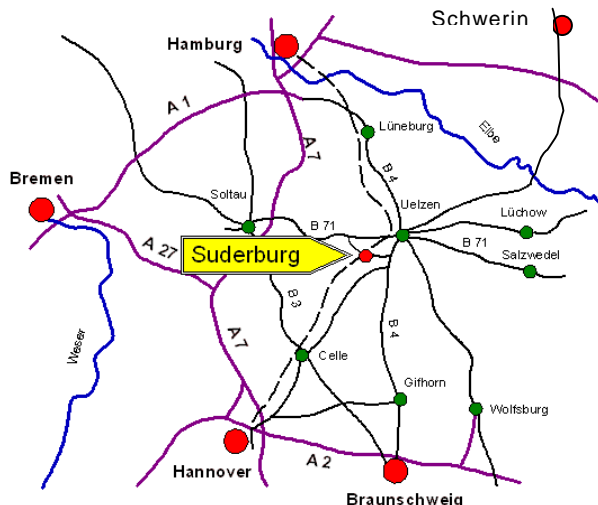 Schwerin
Hamburg
A 1
Lüneburg
Elbe
A 7
B 4
Bremen
Soltau
Uelzen
Lüchow
B 71
B 71
A 27
Suderburg
Salzwedel
B 3
A 7
B 4
Weser
Celle
Gifhorn
Wolfsburg
Hannover
A 2
Braunschweig